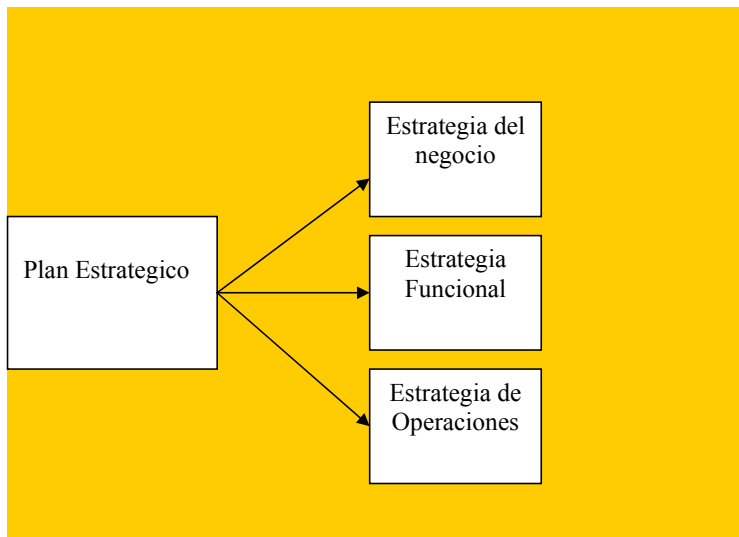 Estrategia del
negocio
Plan Estrategico
Estrategia
Funcional
Estrategia de
Operaciones